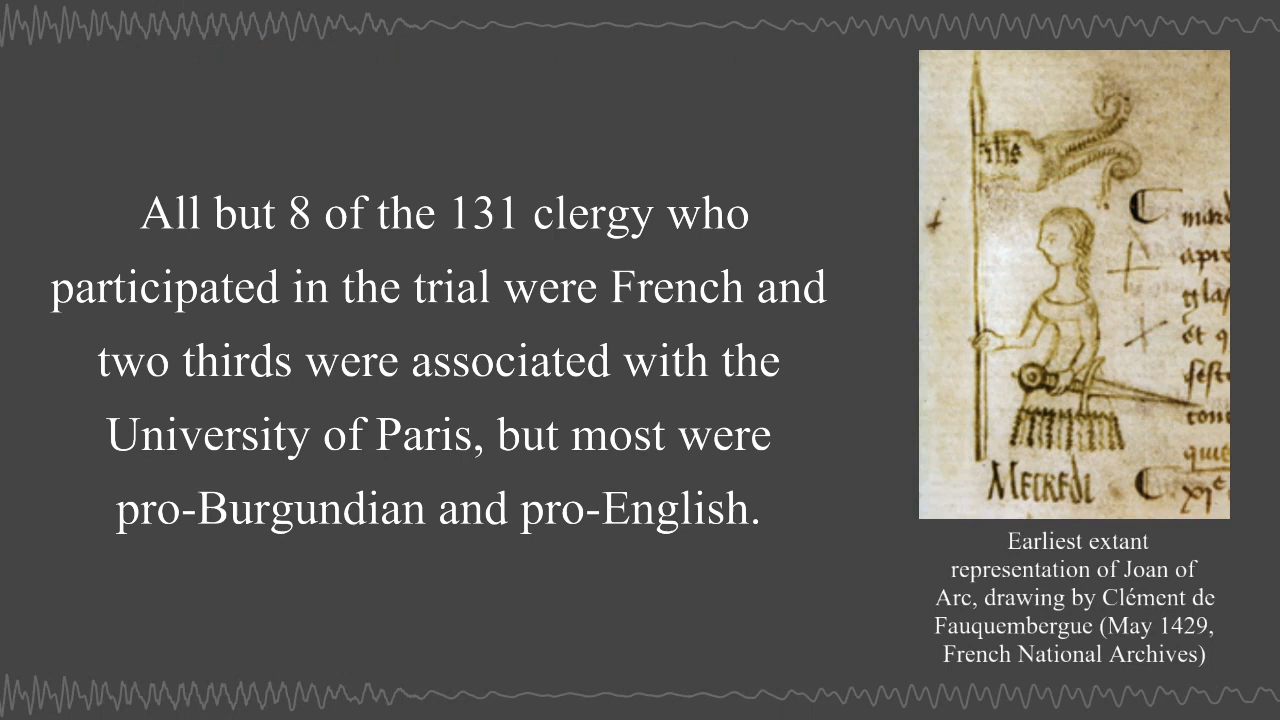 All but 8 of the 131 clergy who
participated in the trial were French and
two thirds were associated with the
University of Paris, but most were
pro-Burgundian and pro-English.
Earliest extant
representation of Joan of
Arc, drawing by Clément de
Fauquembergue (May 1429,
French National Archives)